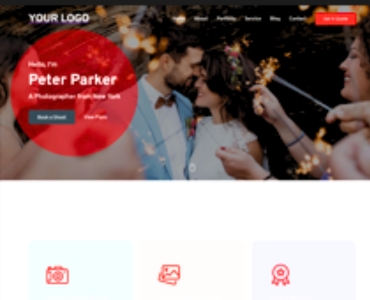 YOUR LOGO
Home About Portfolio Service Blog Contact
Get A Quote
Hello, I'm
Peter Parker
A Photographer from New York
Book a Shoot View Plans